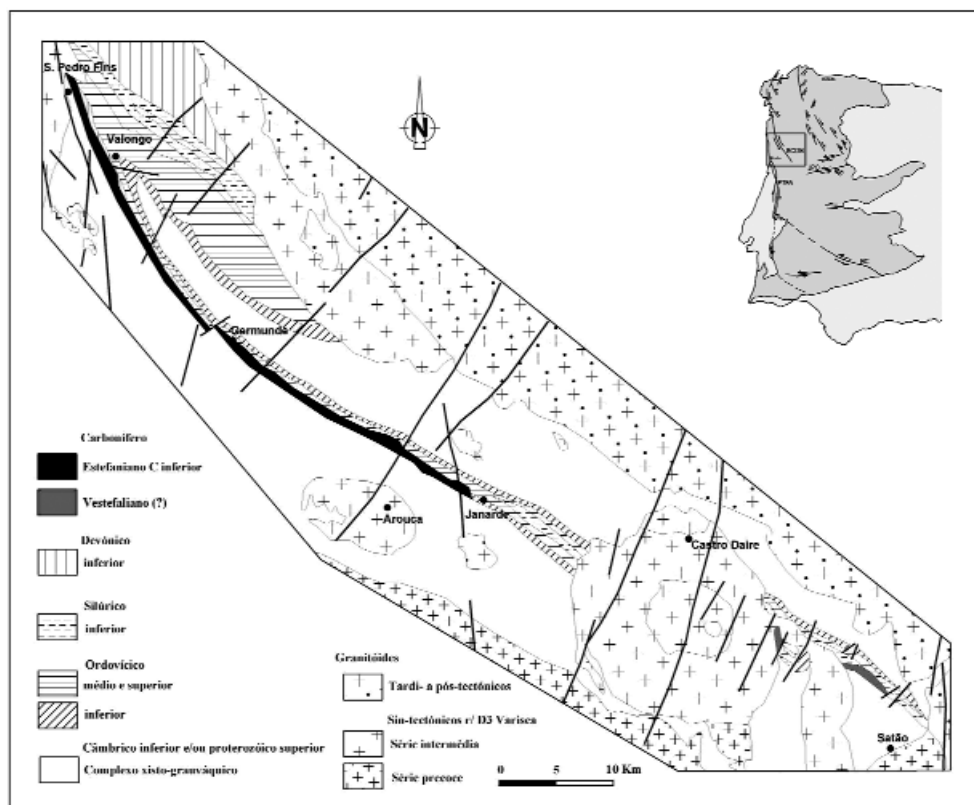 S. Pedro Fins
N
Valongo
Germunde
Arouca
Janarde
Castro Daire
Satão
Carbonífero
Estefaniano C inferior
Vestefaliano (?)
Devónico
inferior
Silúrico
inferior
Ordovícico
médio e superior
inferior
Câmbrico inferior e/ou proterozóico superior
Complexo xisto-grauváquico
Granitóides
Tardi- a pós-tectónicos
Sin-tectónicos r/ D3 Varisca
Série intermédia
Série precoce
0 5 10 Km